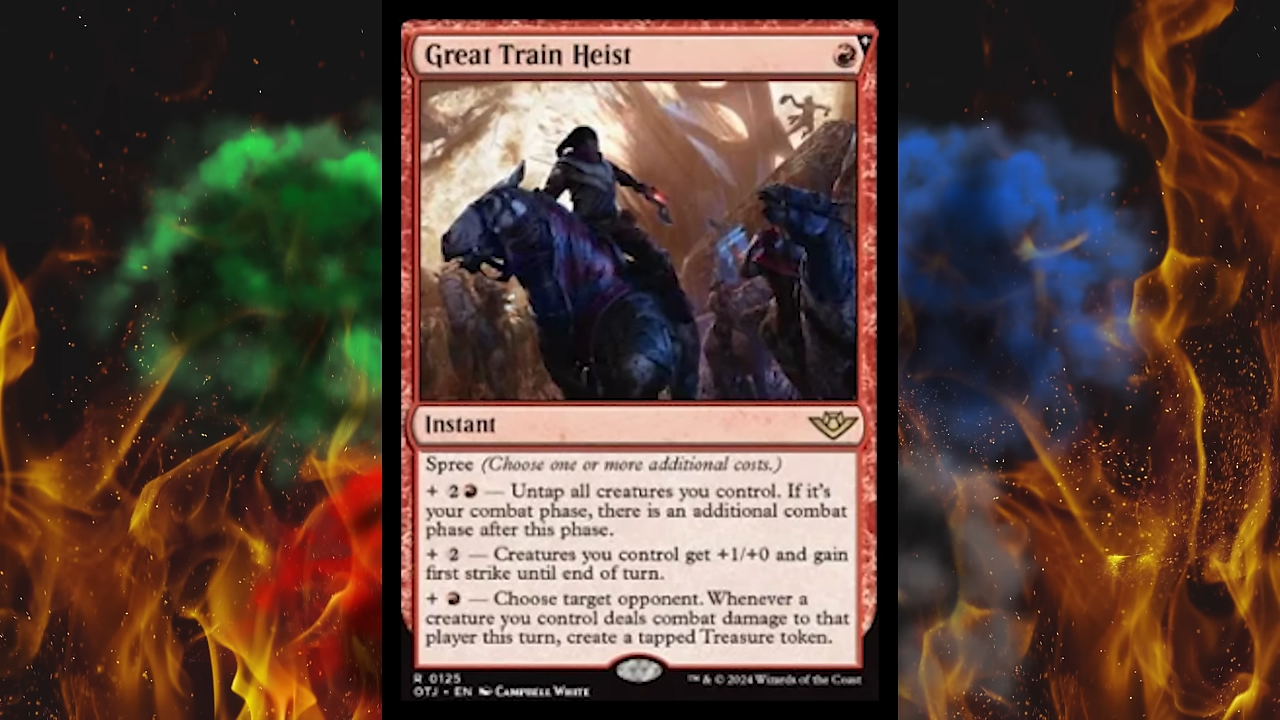 Great Train Heist
Instant
Spree (Choose one or more additional costs.)
+ 2 — Untap all creatures you control. If it's
your combat phase, there is an additional combat
phase after this phase.
+ 2 — Creatures you control get +1/+0 and gain
first strike until end of turn.
+ — Choose target opponent. Whenever a
creature you control deals combat damage to that
player this turn, create a tapped Treasure token.
R 0125
OTJ • EN Campbell White
™ & © 2024 Wizards of the Coast